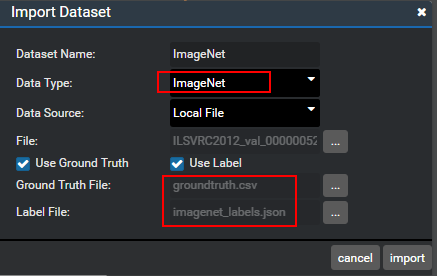 Import Dataset ✖
Dataset Name: ImageNet
Data Type: ImageNet
Data Source: Local File
File: ILSVRC2012_val_00000052 ...
Use Ground Truth Use Label
Ground Truth File: groundtruth.csv ...
Label File: imagenet_labels.json ...
cancel import